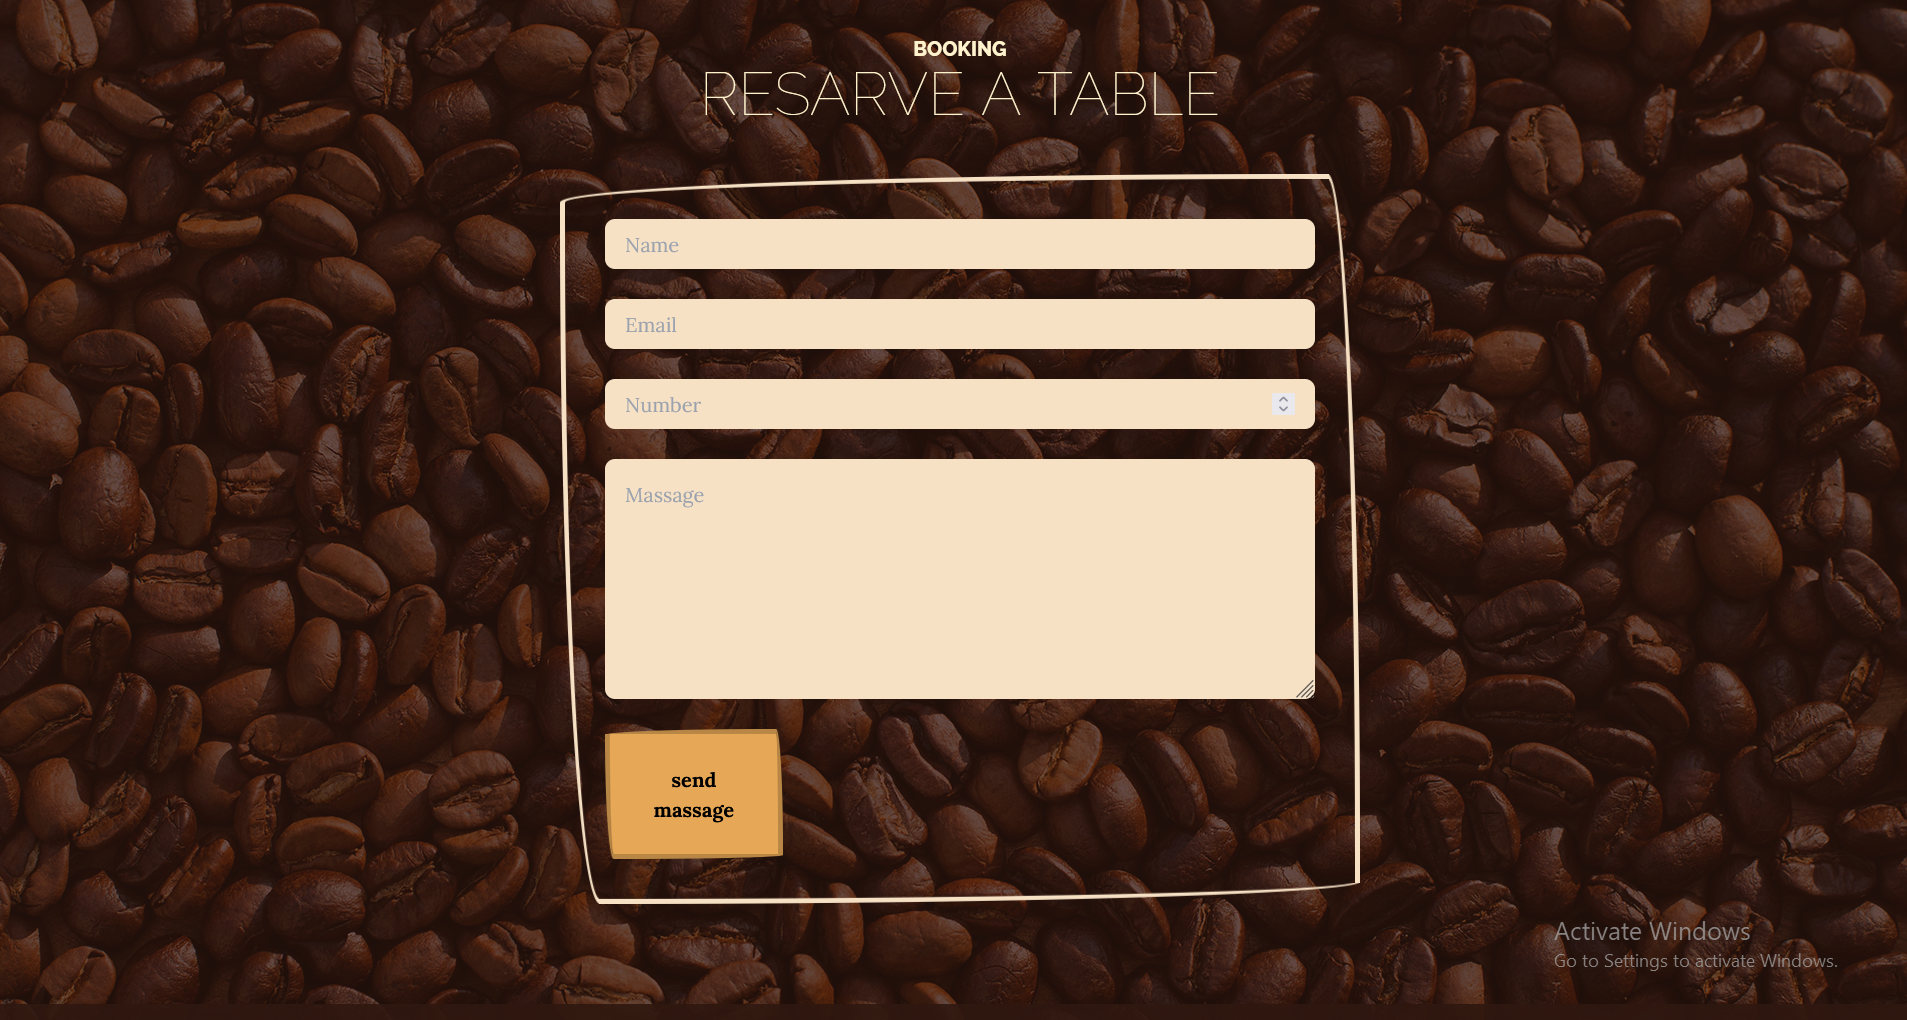 BOOKING
RESARVE A TABLE
Name
Email
Number
Massage
send
massage
Activate Windows
Go to Settings to activate Windows.